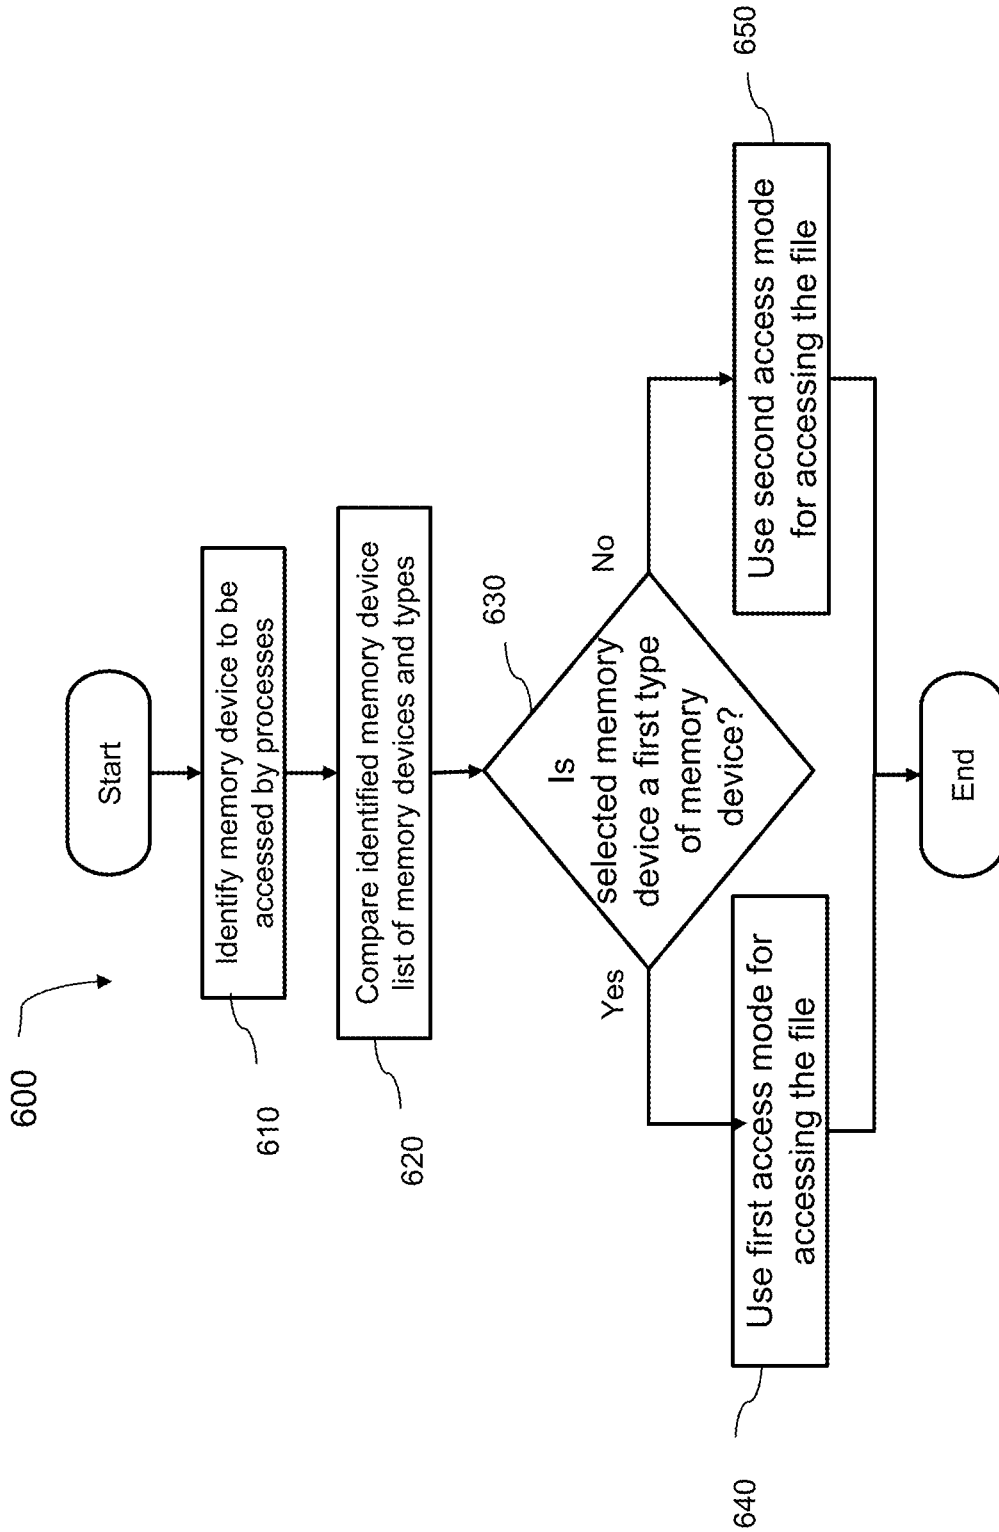 600
Start
610
Identify memory device to be
accessed by processes
620
Compare identified memory device
list of memory devices and types
630
Is
selected memory
device a first type
of memory
device?
Yes
No
640
Use first access mode for
accessing the file
650
Use second access mode
for accessing the file
End